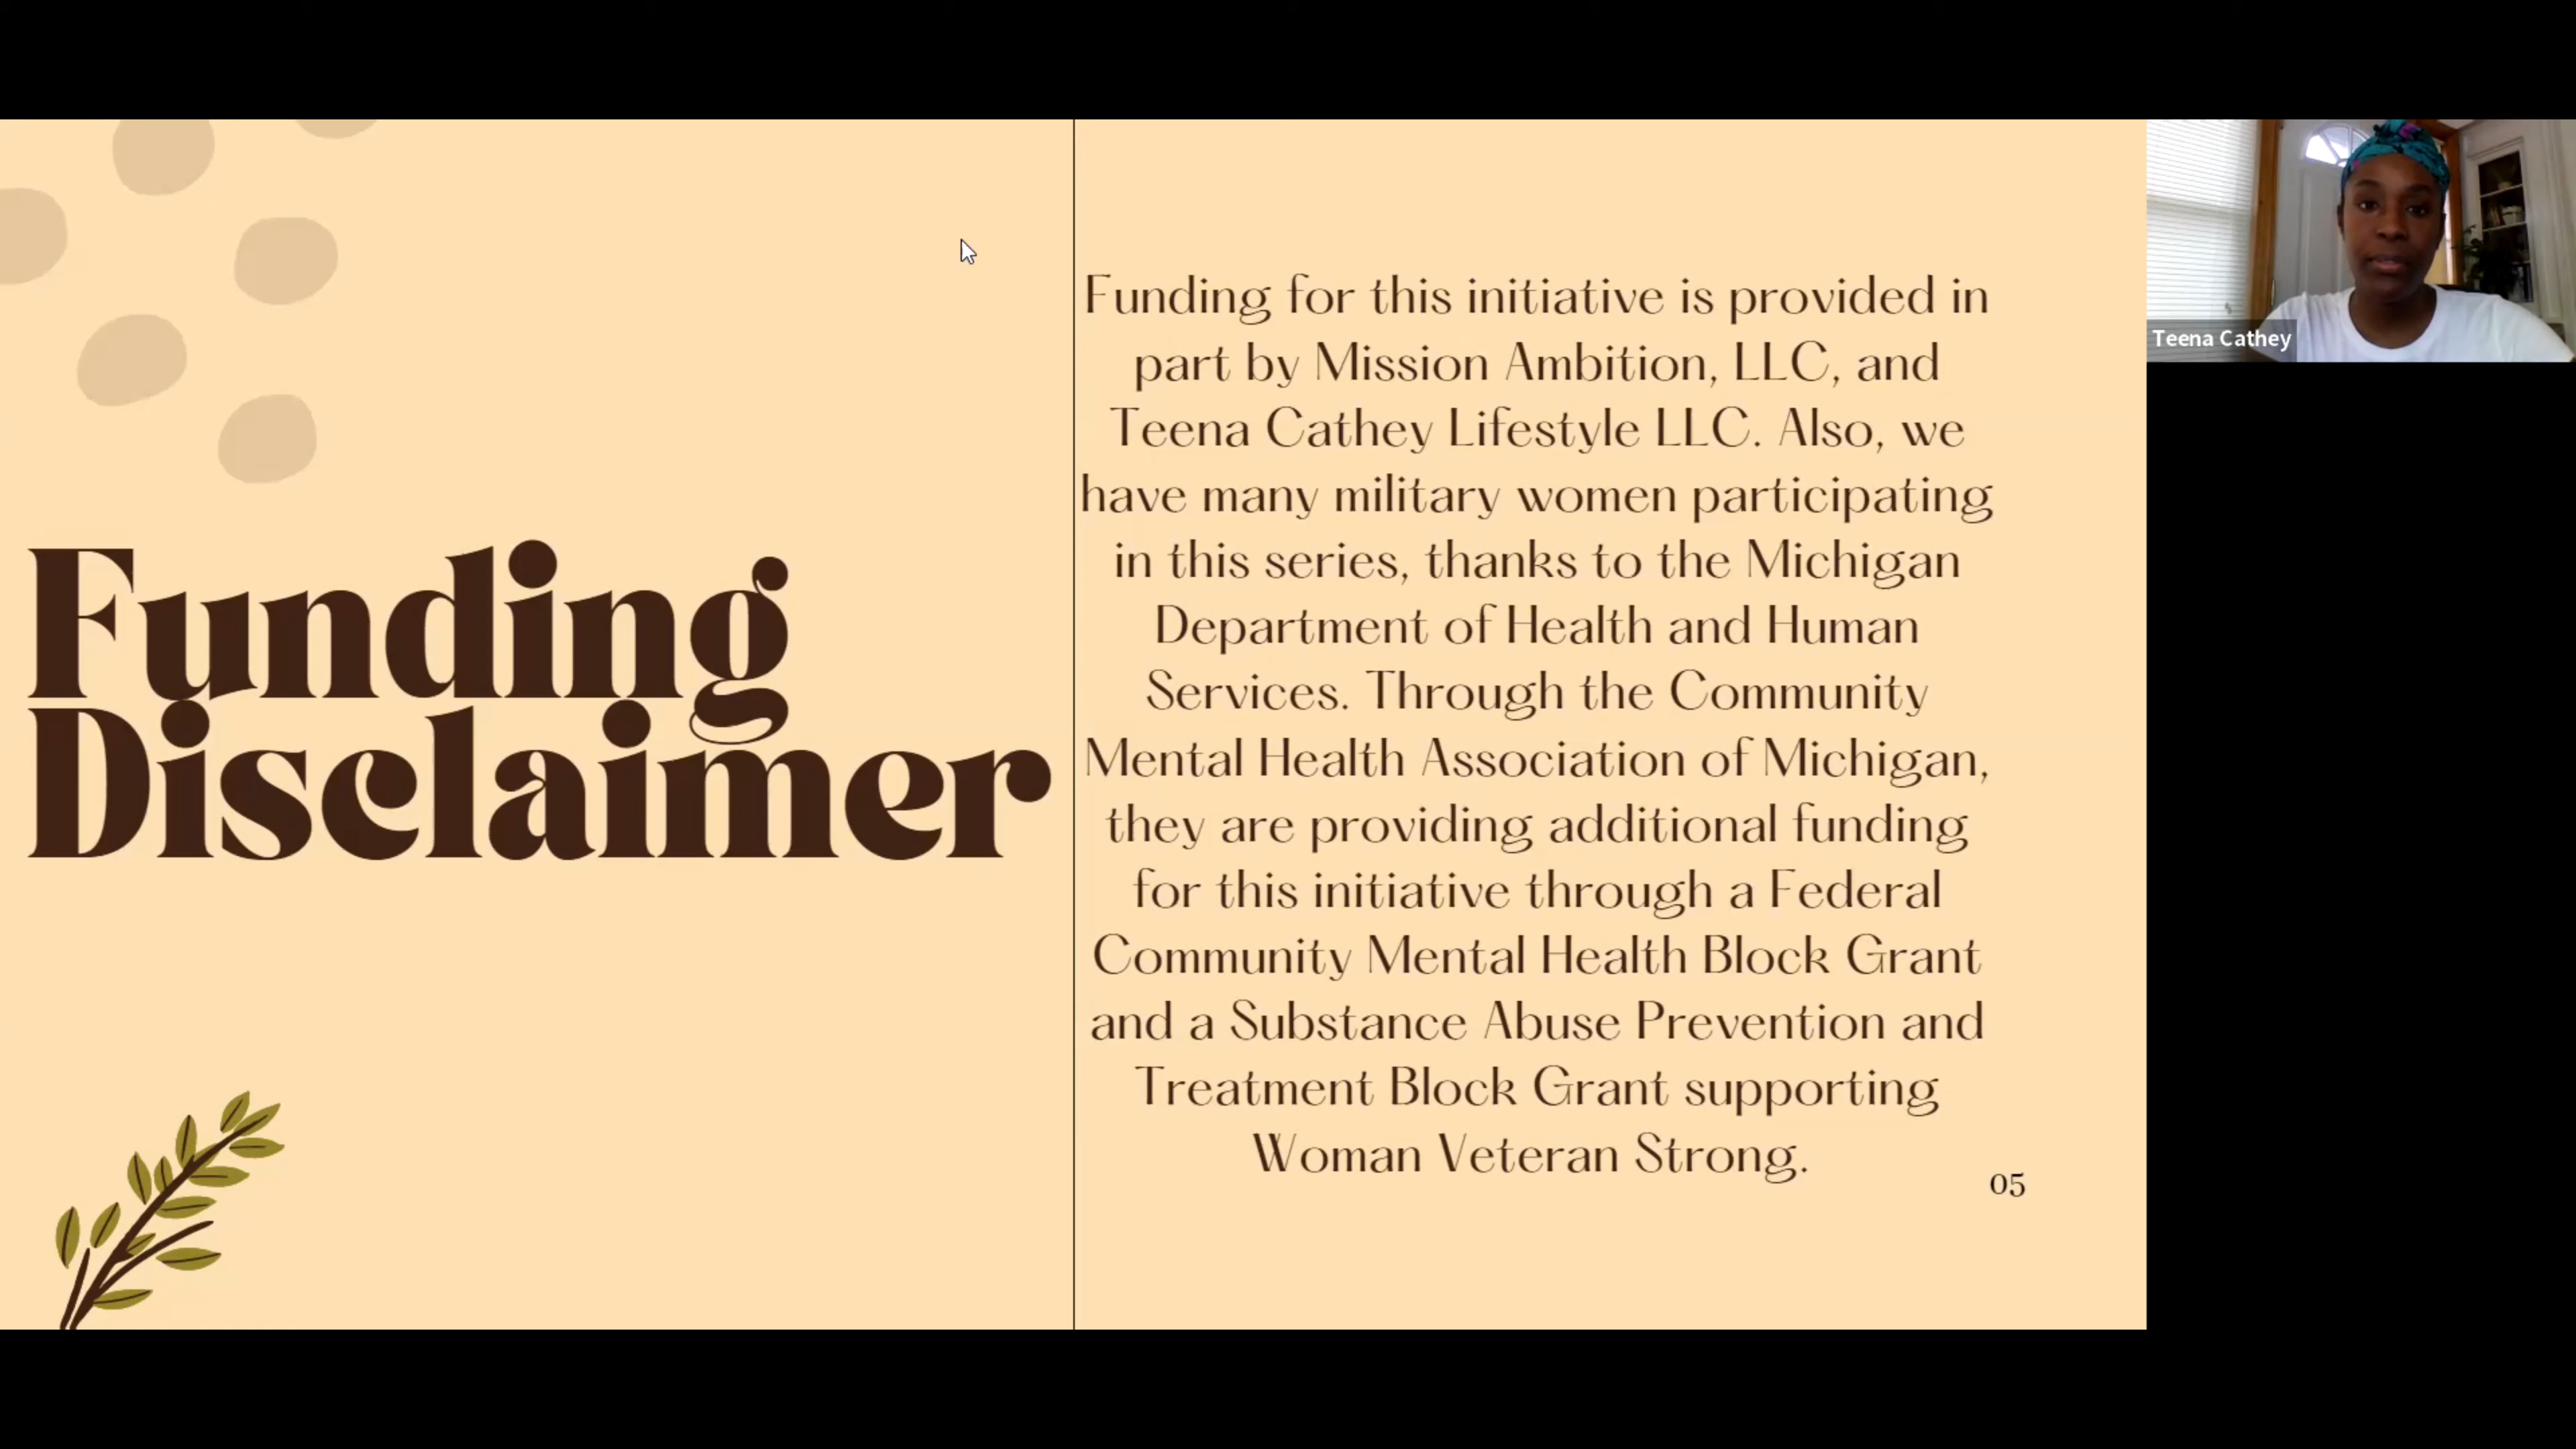 Funding
Disclaimer
Funding for this initiative is provided in
part by Mission Ambition, LLC, and
Teena Cathey Lifestyle LLC. Also, we
have many military women participating
in this series, thanks to the Michigan
Department of Health and Human
Services. Through the Community
Mental Health Association of Michigan,
they are providing additional funding
for this initiative through a Federal
Community Mental Health Block Grant
and a Substance Abuse Prevention and
Treatment Block Grant supporting
Woman Veteran Strong.
05
Teena Cathey